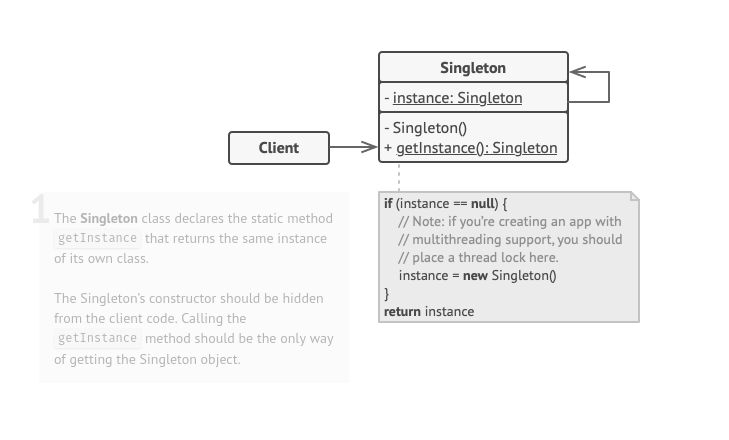 Singleton
- instance: Singleton
- Singleton()
+ getInstance(): Singleton
Client
1
The Singleton class declares the static method
getInstance that returns the same instance
of its own class.
The Singleton's constructor should be hidden
from the client code. Calling the
getInstance method should be the only way
of getting the Singleton object.
if (instance == null) {
// Note: if you're creating an app with
// multithreading support, you should
// place a thread lock here.
instance = new Singleton()
}
return instance